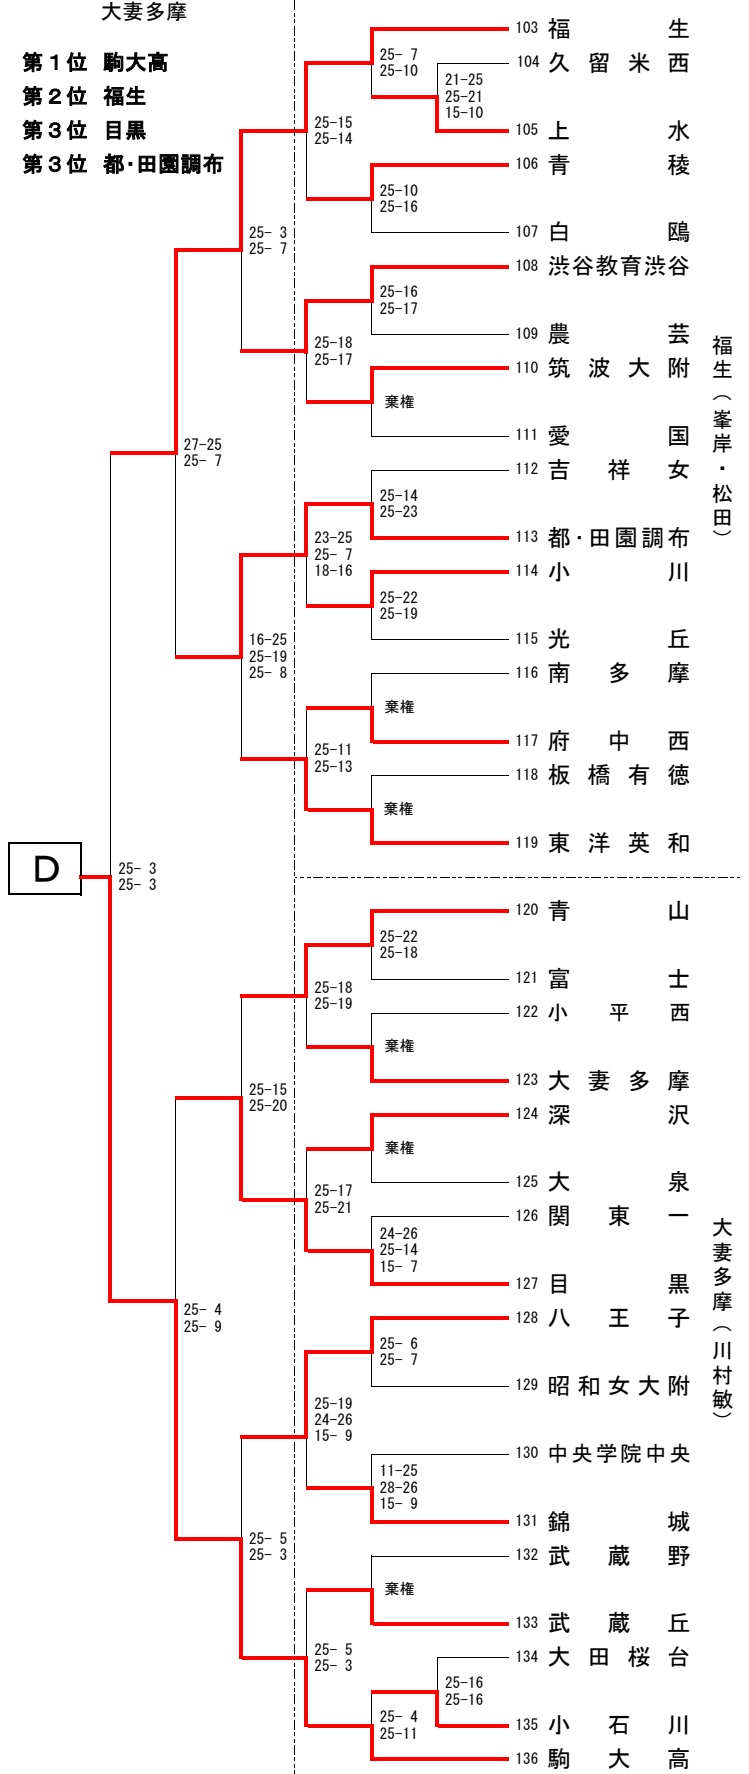 大妻多摩
第1位 駒大高
第2位 福生
第3位 目黒
第3位 都・田園調布
103 福生
25- 7
25-10
104 久留米西
21-25
25-21
15-10
105 上水
25-15
25-14
106 青稜
25-10
25-16
107 白鴎
25- 3
25- 7
108 渋谷教育渋谷
25-16
25-17
109 農芸
25-18
25-17
110 筑波大附
棄権
111 愛国
福生（峯岸・松田）
27-25
25- 7
112 吉祥女
25-14
25-23
113 都・田園調布
23-25
25- 7
18-16
114 小川
25-22
25-19
115 光丘
16-25
25-19
25- 8
116 南多摩
棄権
117 府中西
25-11
25-13
118 板橋有徳
棄権
119 東洋英和
D
25- 3
25- 3
120 青山
25-22
25-18
121 富士
25-18
25-19
122 小平西
棄権
123 大妻多摩
25-15
25-20
124 深沢
棄権
125 大泉
25-17
25-21
126 関東一
24-26
25-14
15- 7
127 目黒
大妻多摩（川村敏）
25- 4
25- 9
128 八王子
25- 6
25- 7
129 昭和女大附
25-19
24-26
15- 9
130 中央学院中央
11-25
28-26
15- 9
131 錦城
25- 5
25- 3
132 武蔵野
棄権
133 武蔵丘
25- 5
25- 3
134 大田桜台
25-16
25-16
135 小石川
25- 4
25-11
136 駒大高